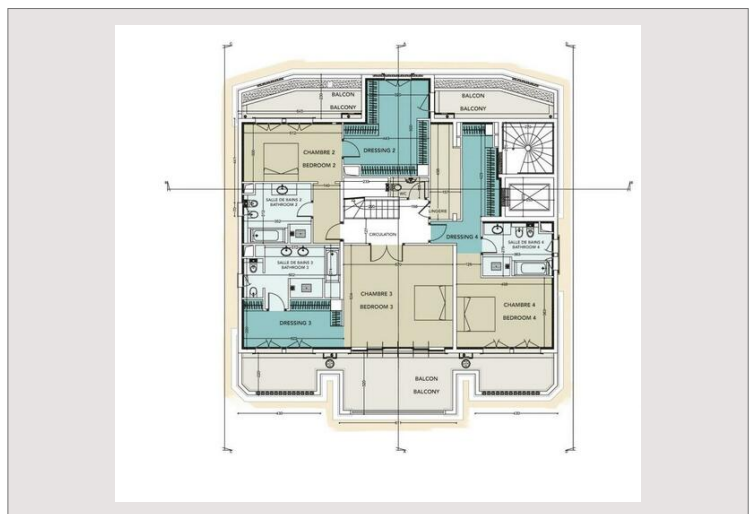 BALCON
BALCONY
BALCON
BALCONY
CHAMBRE 2
BEDROOM 2
DRESSING 2
WC
SALLE DE BAINS 2
BATHROOM 2
LINGERIE
CIRCULATION
DRESSING 4
SALLE DE BAINS 4
BATHROOM 4
SALLE DE BAINS 3
BATHROOM 3
CHAMBRE 3
BEDROOM 3
CHAMBRE 4
BEDROOM 4
DRESSING 3
BALCON
BALCONY